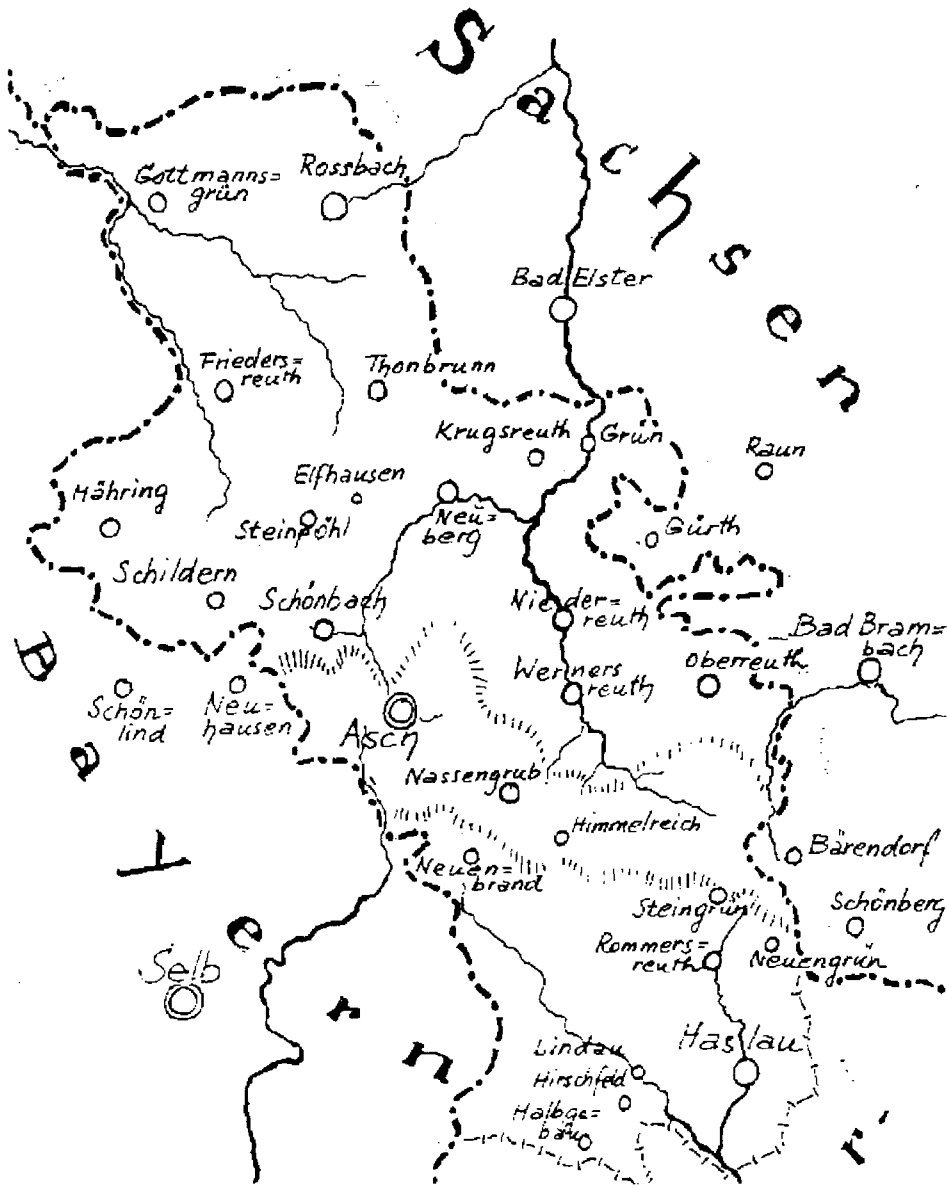 Sachsen
Gottmanns=
grün
Rossbach
Bad Elster
Frieders=
reuth
Thonbrunn
Krugsreuth
Grün
Raun
Elfhausen
Mähring
Steinpöhl
Neu=
berg
Gürth
Schildern
Schönbach
Nieder=
reuth
Bad Bram=
bach
Oberreuth
Werners
reuth
Schön=
lind
Neu=
hausen
Asch
Nassengrub
Himmelreich
Bärendorf
Neuen=
brand
Steingrün
Schönberg
Selb
Rommers=
reuth
Neuengrün
Haslau
Lindau
Hirschfeld
Halbge=
bäu
Bayern